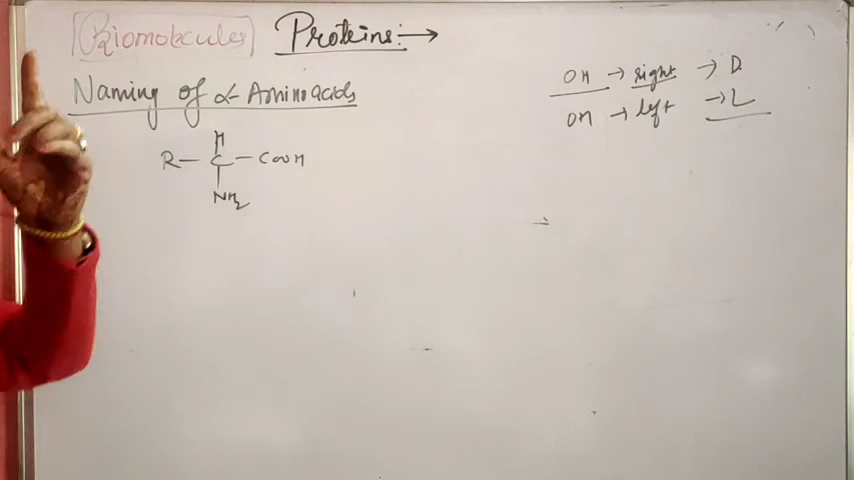 Biomolecules Proteins:→
Naming of α-Aminoacids
OH → right → D
OH → left → L
H
R — C — COOH
NH2